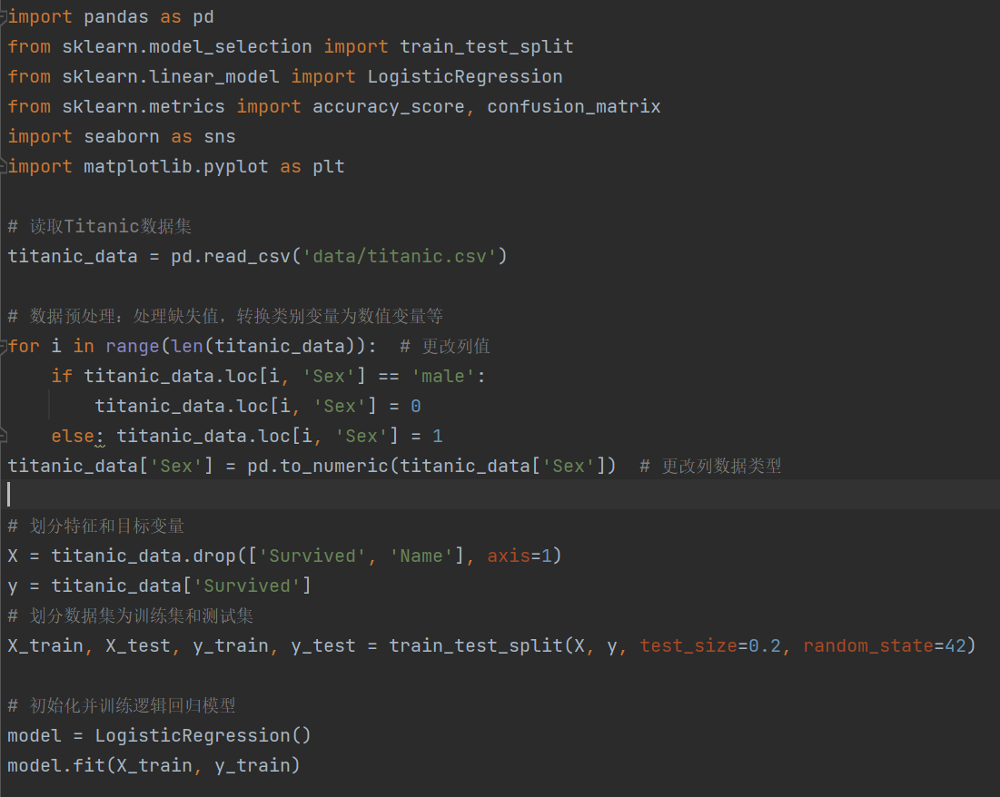 import pandas as pd
from sklearn.model_selection import train_test_split
from sklearn.linear_model import LogisticRegression
from sklearn.metrics import accuracy_score, confusion_matrix
import seaborn as sns
import matplotlib.pyplot as plt

# 读取Titanic数据集
titanic_data = pd.read_csv('data/titanic.csv')

# 数据预处理：处理缺失值，转换类别变量为数值变量等
for i in range(len(titanic_data)):  # 更改列值
    if titanic_data.loc[i, 'Sex'] == 'male':
        titanic_data.loc[i, 'Sex'] = 0
    else: titanic_data.loc[i, 'Sex'] = 1
titanic_data['Sex'] = pd.to_numeric(titanic_data['Sex'])  # 更改列数据类型

# 划分特征和目标变量
X = titanic_data.drop(['Survived', 'Name'], axis=1)
y = titanic_data['Survived']
# 划分数据集为训练集和测试集
X_train, X_test, y_train, y_test = train_test_split(X, y, test_size=0.2, random_state=42)

# 初始化并训练逻辑回归模型
model = LogisticRegression()
model.fit(X_train, y_train)